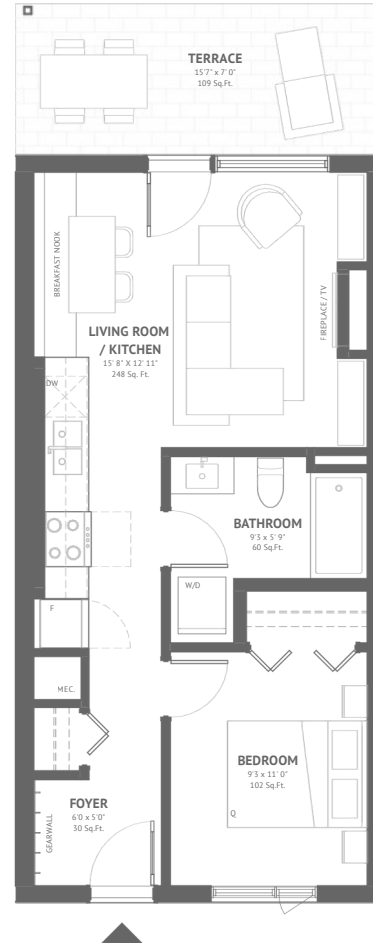 TERRACE
15'7" x 7' 0"
109 Sq.Ft.
BREAKFAST NOOK
LIVING ROOM
/ KITCHEN
15' 8" X 12' 11"
248 Sq. Ft.
FIREPLACE / TV
DW
BATHROOM
9'3 x 5' 9"
60 Sq.Ft.
W/D
F
MEC.
BEDROOM
9'3 x 11' 0"
102 Sq.Ft.
Q
FOYER
6'0 x 5'0"
30 Sq.Ft.
GEARWALL